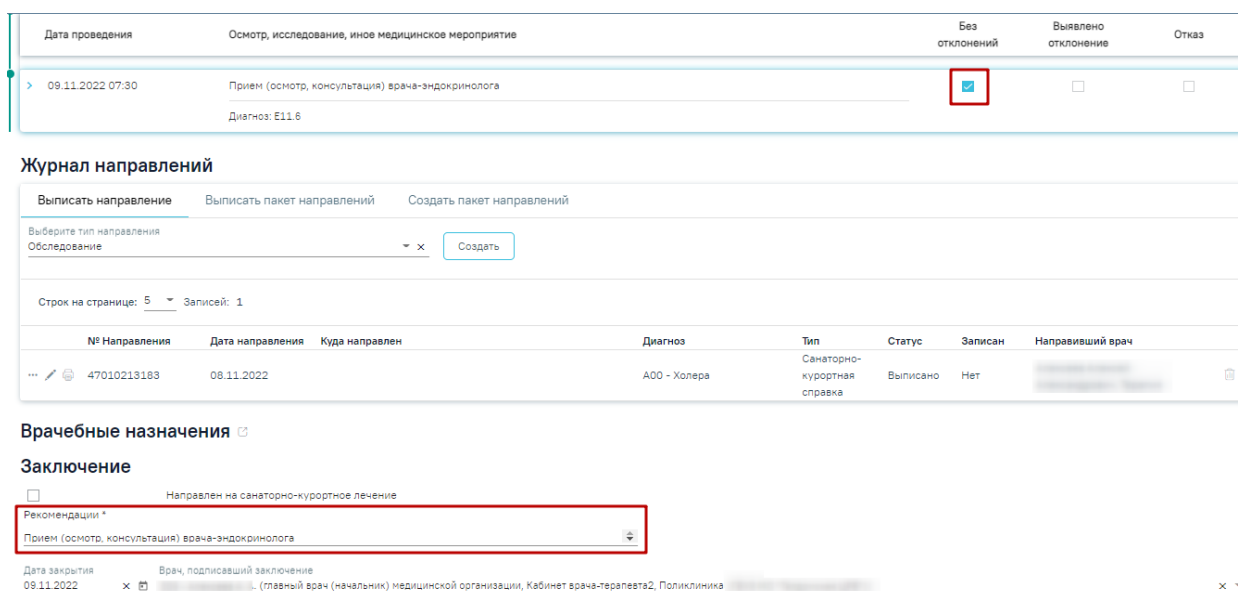 Дата проведения Осмотр, исследование, иное медицинское мероприятие Без отклонений Выявлено отклонение Отказ
09.11.2022 07:30 Прием (осмотр, консультация) врача-эндокринолога
Диагноз: E11.6
Журнал направлений
Выписать направление Выписать пакет направлений Создать пакет направлений
Выберите тип направления
Обследование Создать
Строк на странице: 5 Записей: 1
№ Направления Дата направления Куда направлен Диагноз Тип Статус Записан Направивший врач
47010213183 08.11.2022 A00 - Холера Санаторно-курортная справка Выписано Нет
Врачебные назначения
Заключение
Направлен на санаторно-курортное лечение
Рекомендации *
Прием (осмотр, консультация) врача-эндокринолога
Дата закрытия Врач, подписавший заключение
09.11.2022 . (главный врач (начальник) медицинской организации, Кабинет врача-терапевта2, Поликлиника